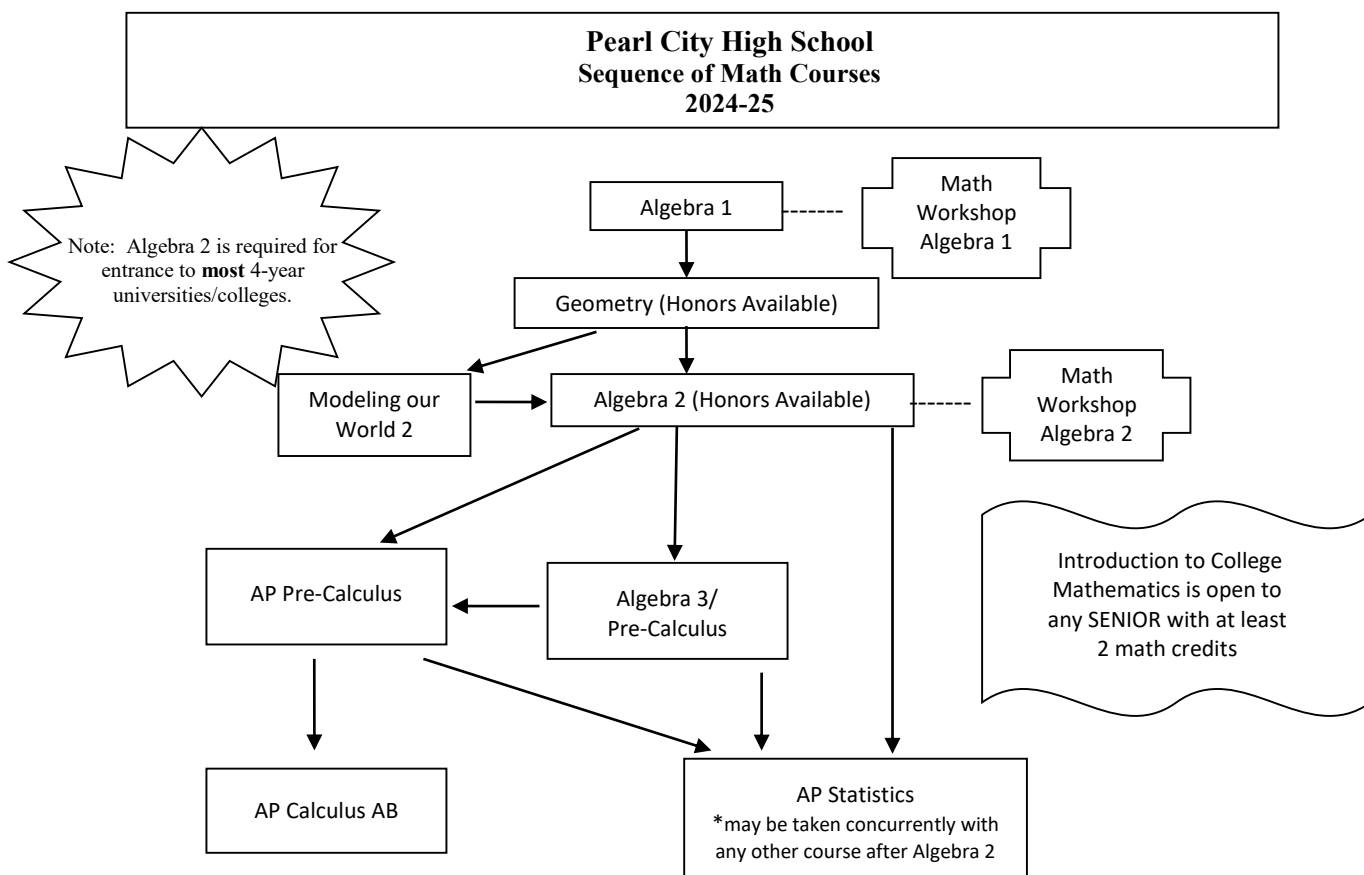 Pearl City High School
Sequence of Math Courses
2024-25
Note: Algebra 2 is required for
entrance to most 4-year
universities/colleges.
Algebra 1
Math
Workshop
Algebra 1
Geometry (Honors Available)
Modeling our
World 2
Algebra 2 (Honors Available)
Math
Workshop
Algebra 2
AP Pre-Calculus
Algebra 3/
Pre-Calculus
Introduction to College
Mathematics is open to
any SENIOR with at least
2 math credits
AP Calculus AB
AP Statistics
*may be taken concurrently with
any other course after Algebra 2